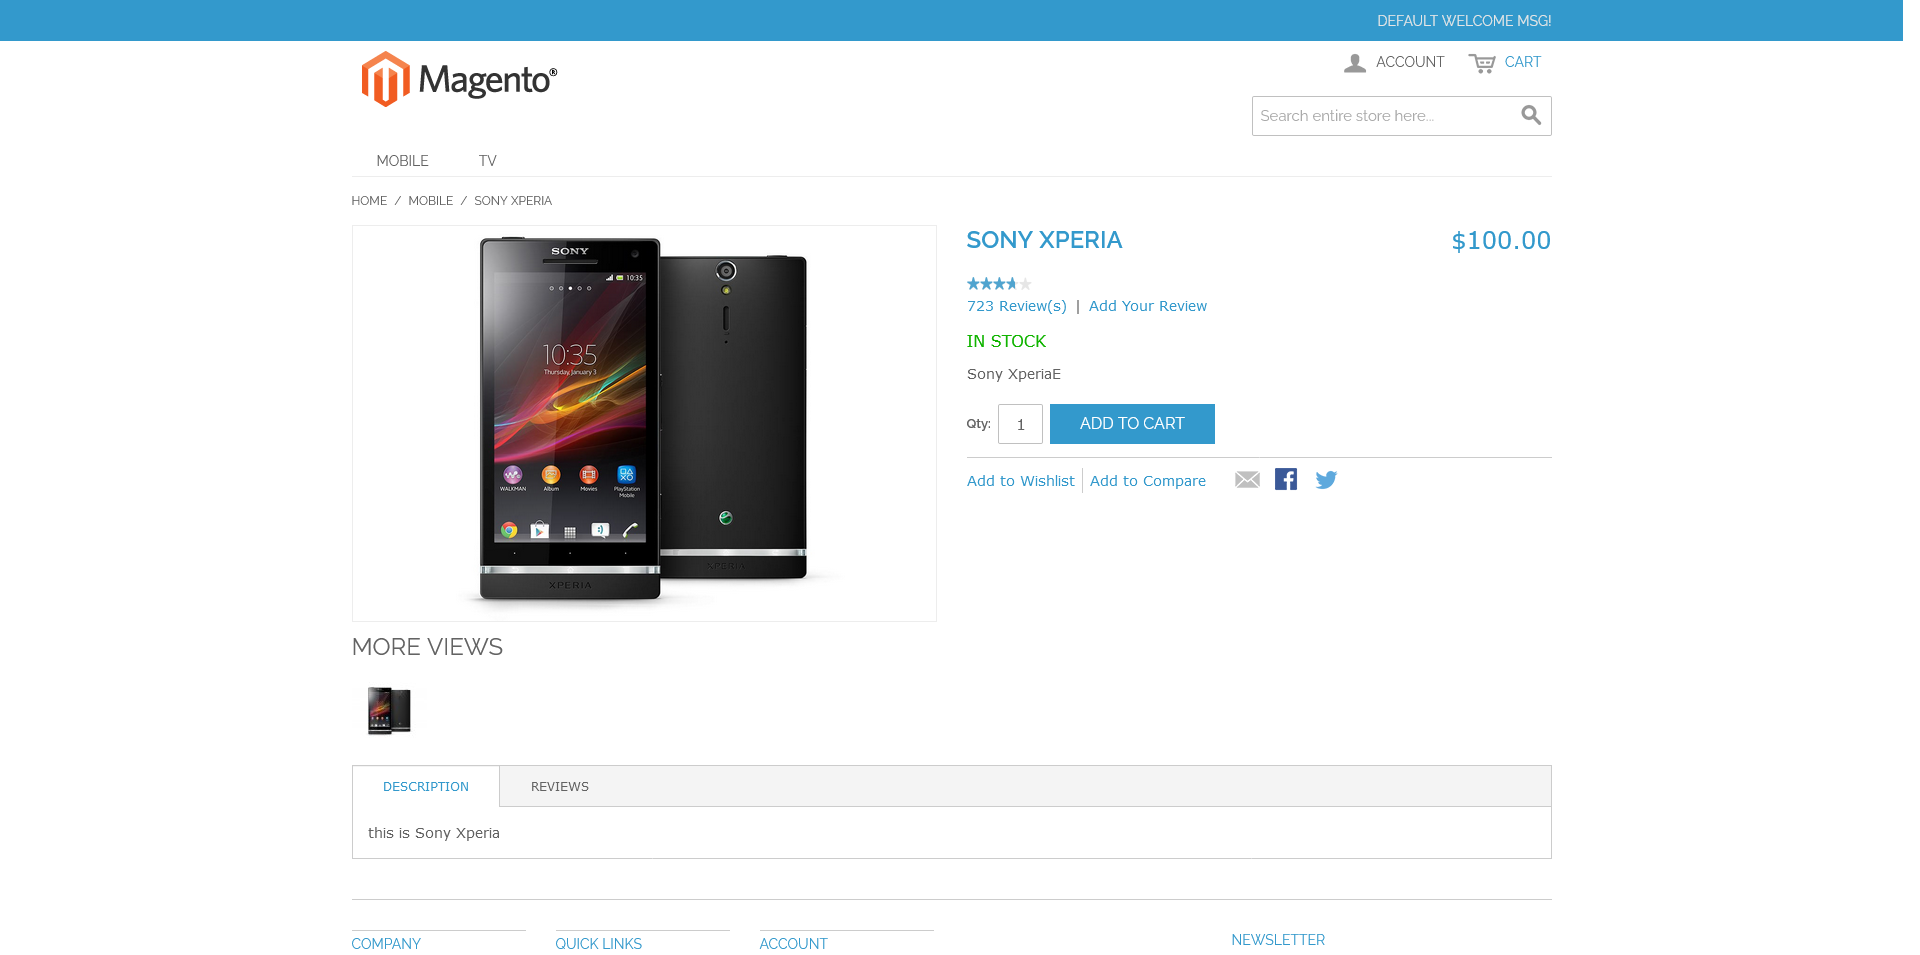 DEFAULT WELCOME MSG!
Magento®
ACCOUNT
CART
Search entire store here...
MOBILE
TV
HOME / MOBILE / SONY XPERIA
SONY
10:35
10:35
Thursday, January 3
WALKMAN
Album
Movies
PlayStation
Mobile
XPERIA
XPERIA
SONY XPERIA
$100.00
723 Review(s) | Add Your Review
IN STOCK
Sony XperiaE
Qty: 1 ADD TO CART
Add to Wishlist
Add to Compare
MORE VIEWS
DESCRIPTION
REVIEWS
this is Sony Xperia
COMPANY
QUICK LINKS
ACCOUNT
NEWSLETTER